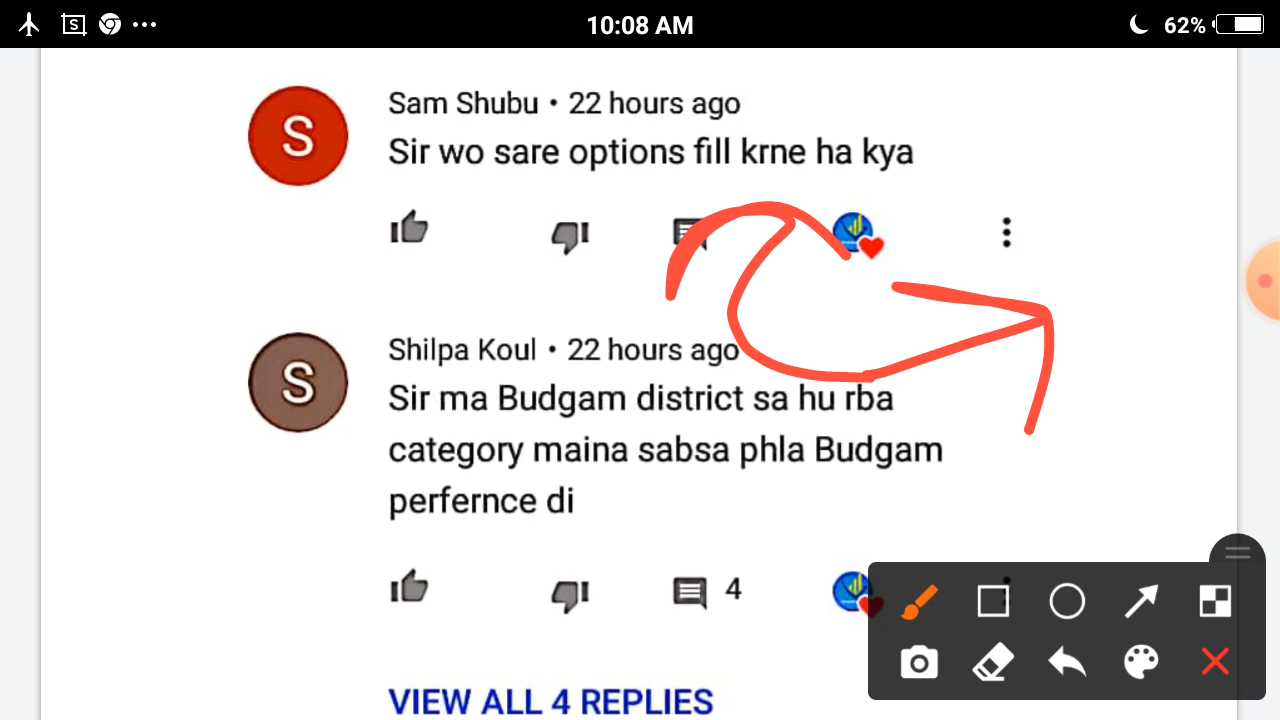 10:08 AM
62%
S
Sam Shubu • 22 hours ago
Sir wo sare options fill krne ha kya
S
Shilpa Koul • 22 hours ago
Sir ma Budgam district sa hu rba
category maina sabsa phla Budgam
perfernce di
4
VIEW ALL 4 REPLIES